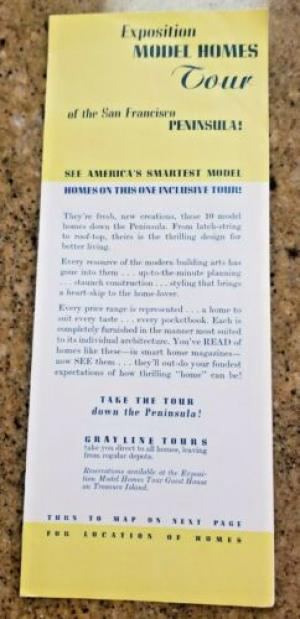 Exposition
MODEL HOMES
Tour
of the San Francisco
PENINSULA!
SEE AMERICA'S SMARTEST MODEL
HOMES ON THIS ONE INCLUSIVE TOUR!
They're fresh, new creations, these 10 model
homes down the Peninsula. From latch-string
to roof-top, theirs is the thrilling design for
better living.
Every resource of the modern building arts has
gone into them . . . up-to-the-minute planning
. . . staunch construction . . . styling that brings
a heart-skip to the home-lover.
Every price range is represented . . . a home to
suit every taste . . . every pocketbook. Each is
completely furnished in the manner most suited
to its individual architecture. You've READ of
homes like these—in smart home magazines—
now SEE them . . . they'll out-do your fondest
expectations of how thrilling "home" can be!
TAKE THE TOUR
down the Peninsula!
GRAYLINE TOURS
take you direct to all homes, leaving
from regular depots.
Reservations available at the Exposi-
tion Model Homes Tour Guest House
on Treasure Island.
TURN TO MAP ON NEXT PAGE
FOR LOCATION OF HOMES